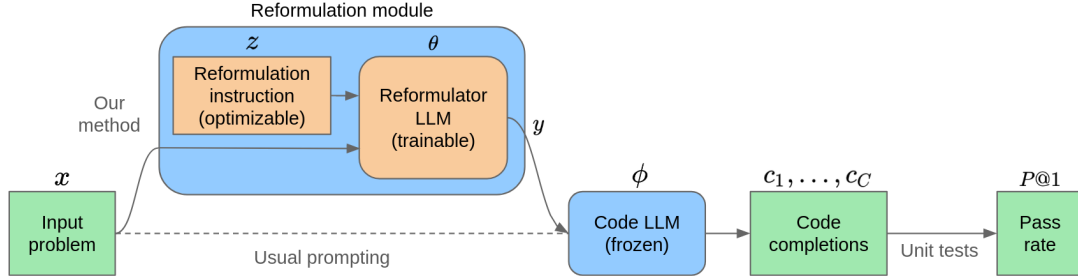 Reformulation module
z
θ
Reformulation
instruction
(optimizable)
Reformulator
LLM
(trainable)
Our
method
y
x
Input
problem
Usual prompting
ϕ
Code LLM
(frozen)
c₁, . . . , c_C
Code
completions
Unit tests
P@1
Pass
rate